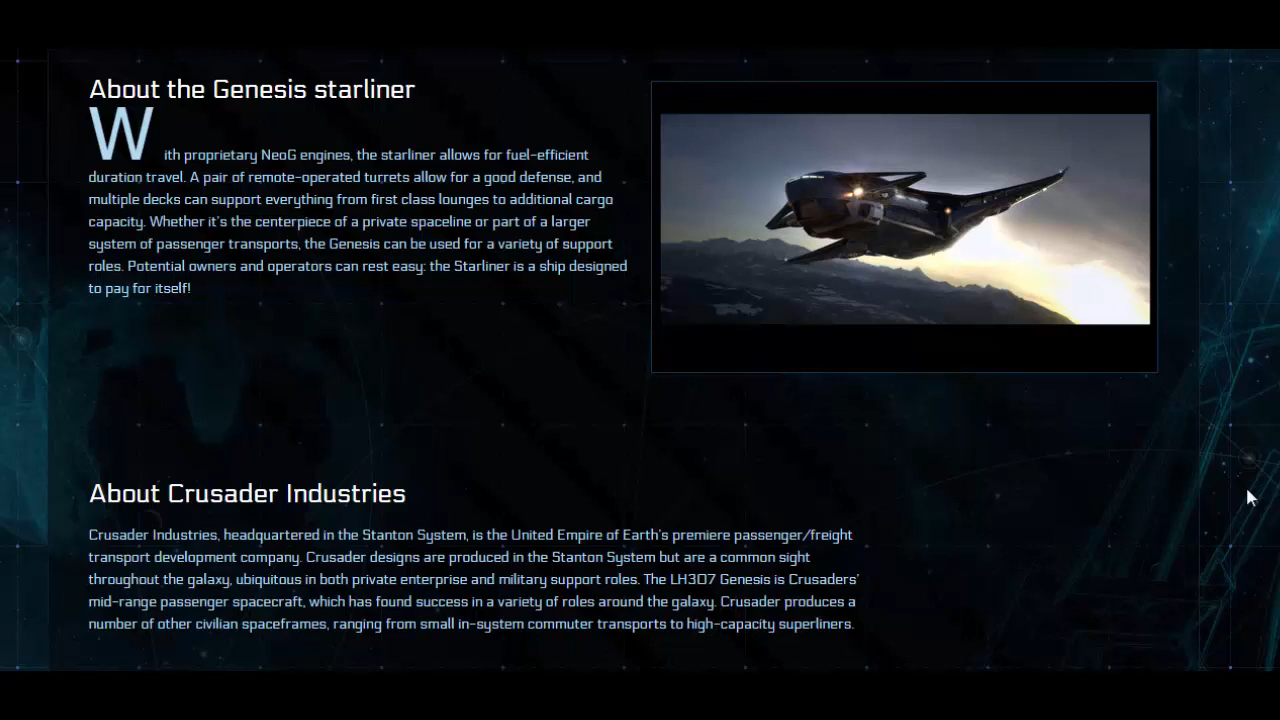 About the Genesis starliner
With proprietary NeoG engines, the starliner allows for fuel-efficient
duration travel. A pair of remote-operated turrets allow for a good defense, and
multiple decks can support everything from first class lounges to additional cargo
capacity. Whether it's the centerpiece of a private spaceline or part of a larger
system of passenger transports, the Genesis can be used for a variety of support
roles. Potential owners and operators can rest easy: the Starliner is a ship designed
to pay for itself!
About Crusader Industries
Crusader Industries, headquartered in the Stanton System, is the United Empire of Earth's premiere passenger/freight
transport development company. Crusader designs are produced in the Stanton System but are a common sight
throughout the galaxy, ubiquitous in both private enterprise and military support roles. The LH307 Genesis is Crusaders'
mid-range passenger spacecraft, which has found success in a variety of roles around the galaxy. Crusader produces a
number of other civilian spaceframes, ranging from small in-system commuter transports to high-capacity superliners.